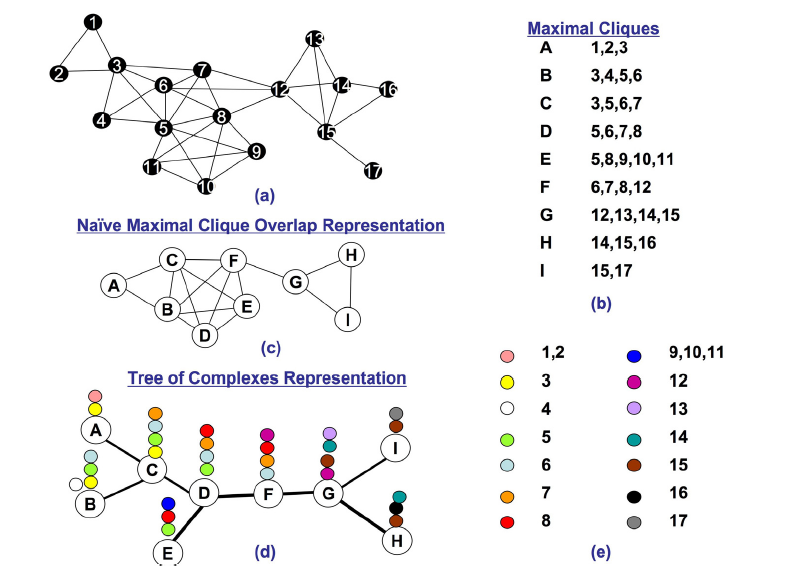 1
2
3
4
5
6
7
8
9
10
11
12
13
14
15
16
17
(a)
Maximal Cliques
A 1,2,3
B 3,4,5,6
C 3,5,6,7
D 5,6,7,8
E 5,8,9,10,11
F 6,7,8,12
G 12,13,14,15
H 14,15,16
I 15,17
(b)
Naïve Maximal Clique Overlap Representation
A
B
C
D
E
F
G
H
I
(c)
Tree of Complexes Representation
A
B
C
D
E
F
G
H
I
(d)
1,2 9,10,11
3 12
4 13
5 14
6 15
7 16
8 17
(e)